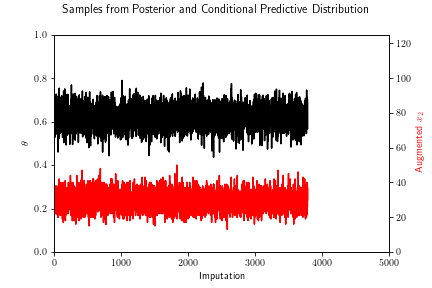 Samples from Posterior and Conditional Predictive Distribution
1.0
0.8
0.6
0.4
0.2
0.0
θ
0 1000 2000 3000 4000 5000
Imputation
120
100
80
60
40
20
0
Augmented x₂